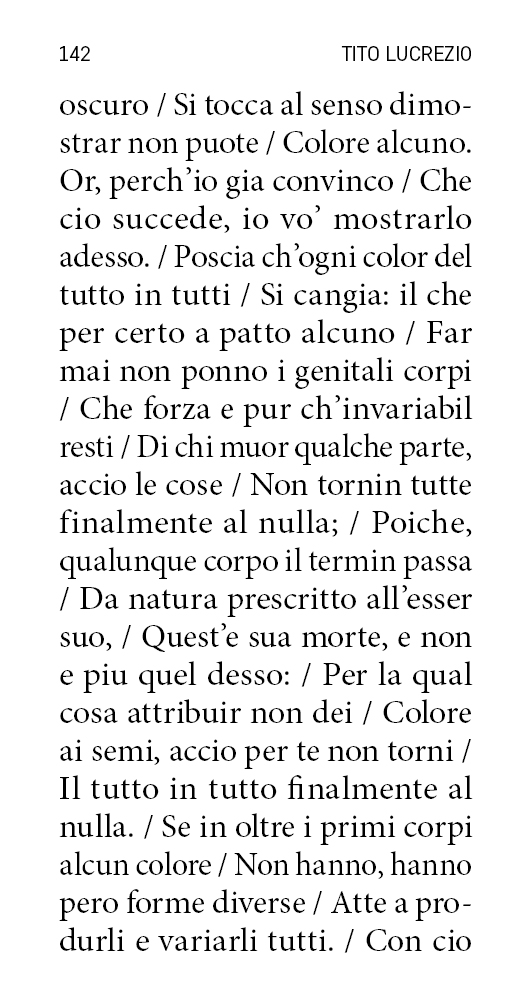 142 TITO LUCREZIO
oscuro / Si tocca al senso dimo-
strar non puote / Colore alcuno.
Or, perch’io gia convinco / Che
cio succede, io vo’ mostrarlo
adesso. / Poscia ch’ogni color del
tutto in tutti / Si cangia: il che
per certo a patto alcuno / Far
mai non ponno i genitali corpi
/ Che forza e pur ch’invariabil
resti / Di chi muor qualche parte,
accio le cose / Non tornin tutte
finalmente al nulla; / Poiche,
qualunque corpo il termin passa
/ Da natura prescritto all’esser
suo, / Quest’e sua morte, e non
e piu quel desso: / Per la qual
cosa attribuir non dei / Colore
ai semi, accio per te non torni /
Il tutto in tutto finalmente al
nulla. / Se in oltre i primi corpi
alcun colore / Non hanno, hanno
pero forme diverse / Atte a pro-
durli e variarli tutti. / Con cio